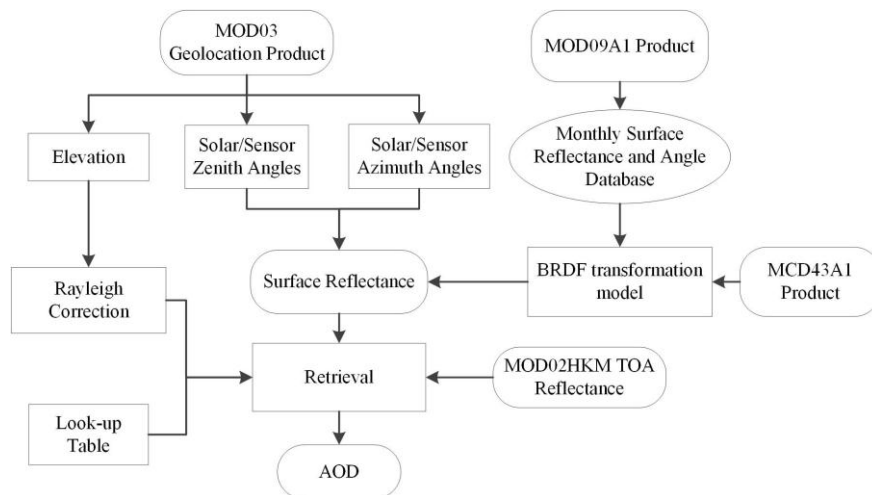 MOD03
Geolocation Product
MOD09A1 Product
Elevation
Solar/Sensor
Zenith Angles
Solar/Sensor
Azimuth Angles
Monthly Surface
Reflectance and Angle
Database
Rayleigh
Correction
Surface Reflectance
BRDF transformation
model
MCD43A1
Product
Retrieval
MOD02HKM TOA
Reflectance
Look-up
Table
AOD